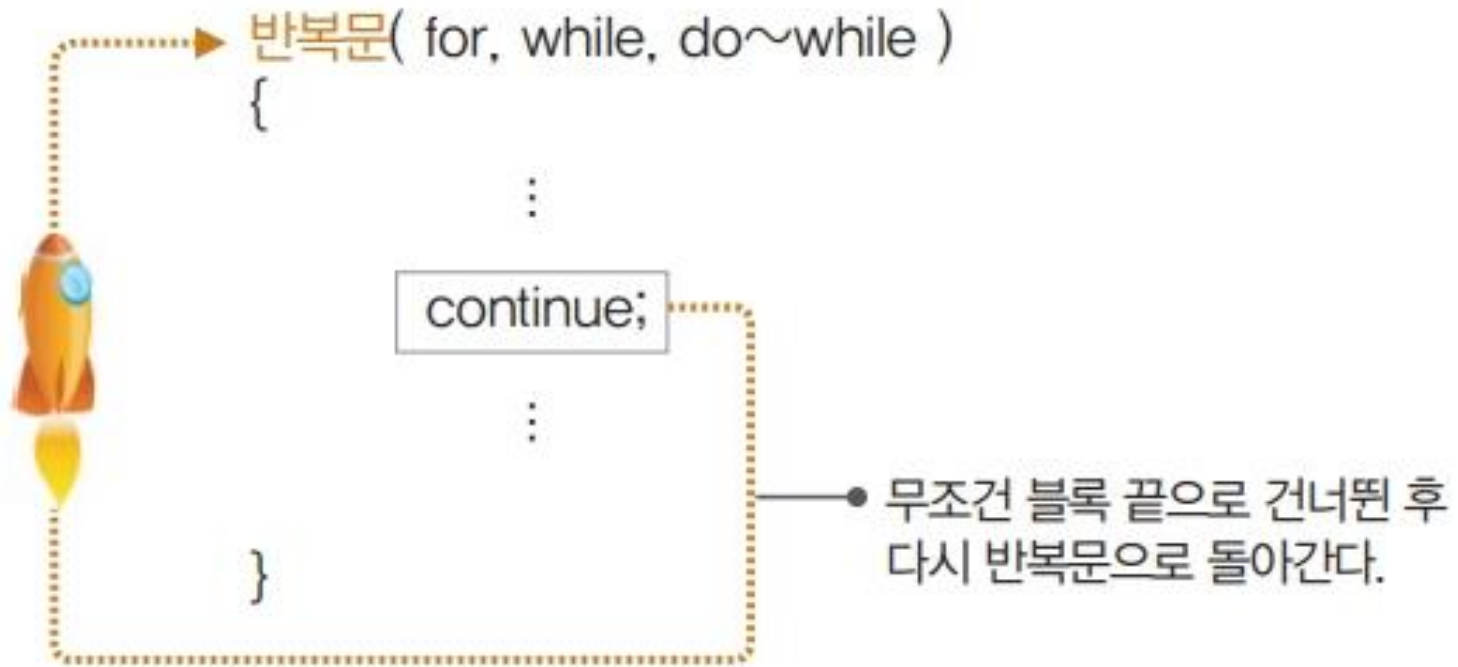 반복문( for, while, do~while )
{
⋮
continue;
⋮
무조건 블록 끝으로 건너뛴 후
다시 반복문으로 돌아간다.
}